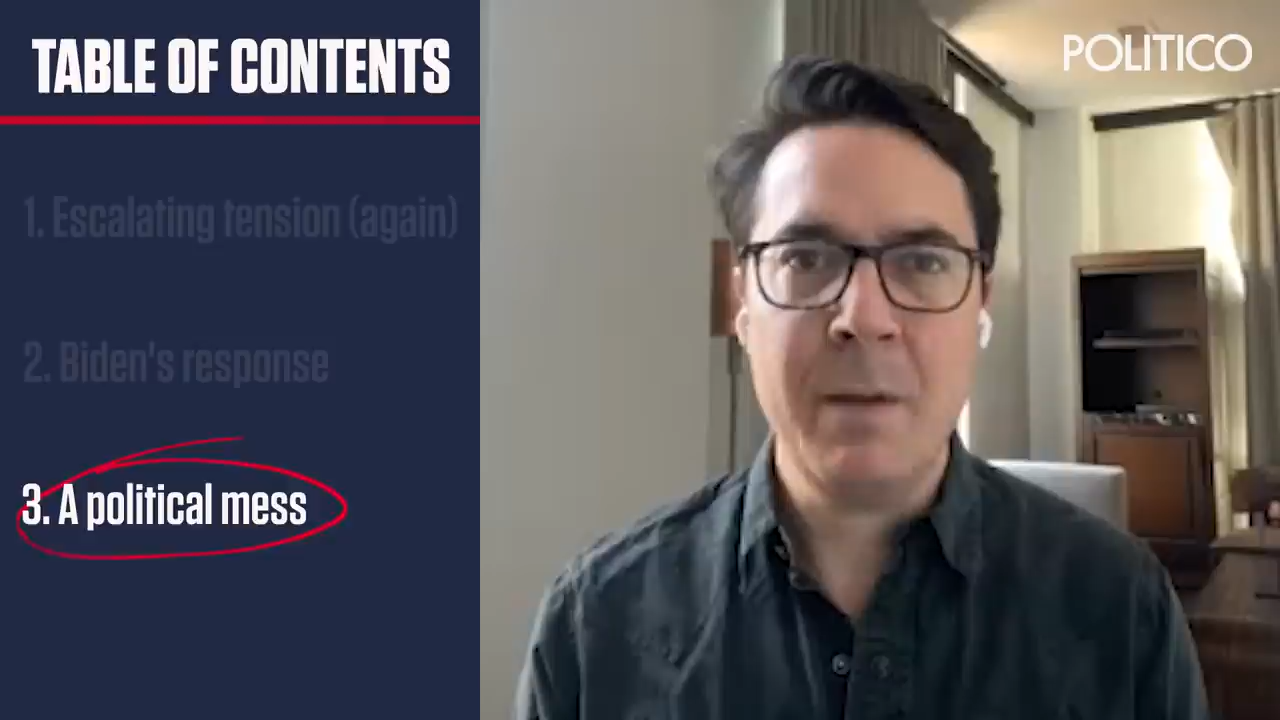 TABLE OF CONTENTS
POLITICO
1. Escalating tension (again)
2. Biden's response
3. A political mess